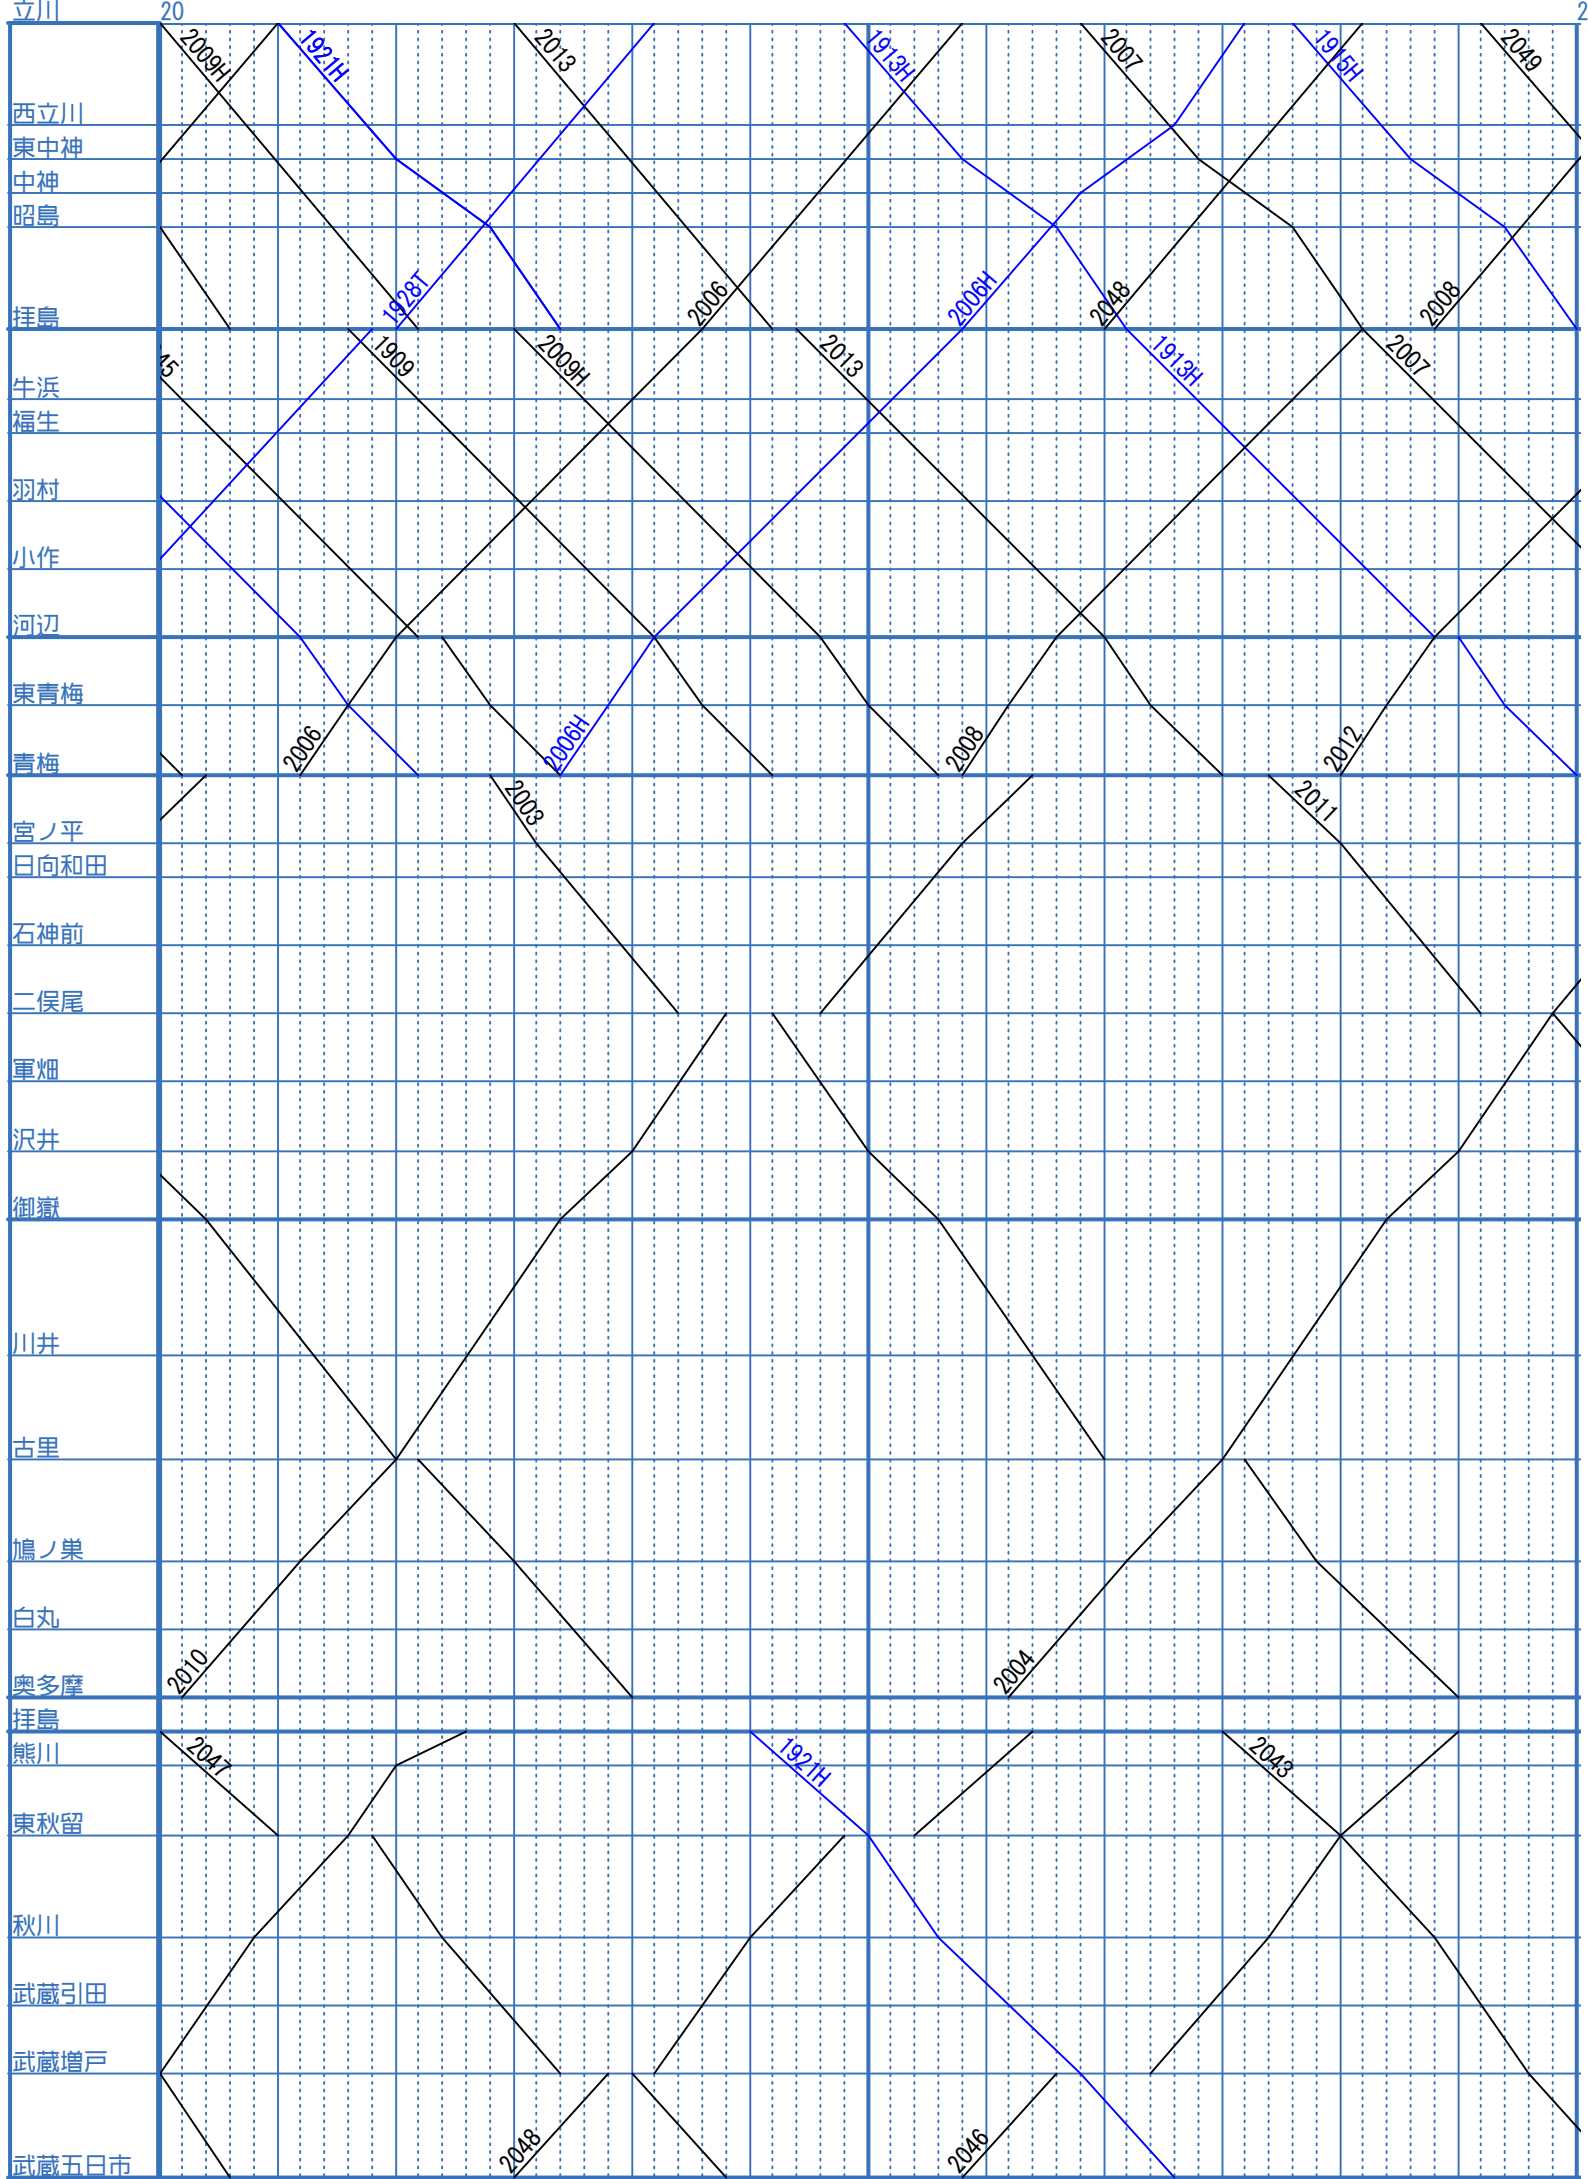 立川
20
2
2009H
1921H
2013
1913H
2007
1915H
2049
西立川
東中神
中神
昭島
1928T
2006
2006H
2048
2008
拝島
45
1909
2009H
2013
1913H
2007
牛浜
福生
羽村
小作
河辺
東青梅
2006
2006H
2008
2012
青梅
2003
2011
宮ノ平
日向和田
石神前
二俣尾
軍畑
沢井
御嶽
川井
古里
鳩ノ巣
白丸
2010
2004
奥多摩
拝島
2047
1921H
2043
熊川
東秋留
秋川
武蔵引田
武蔵増戸
2048
2046
武蔵五日市